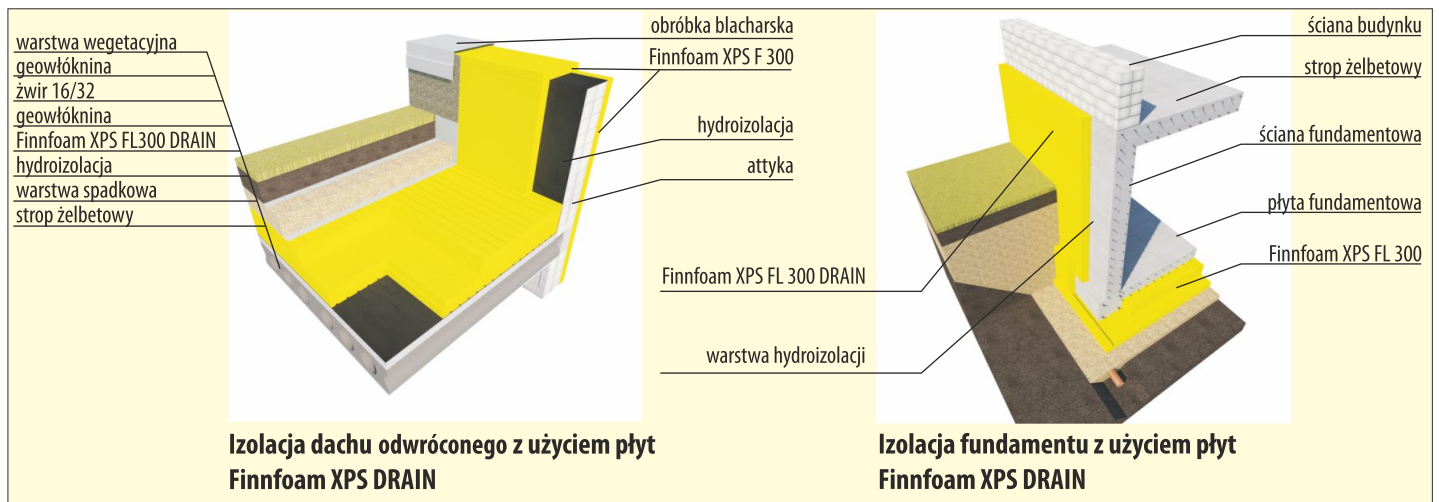 warstwa wegetacyjna
geowłóknina
żwir 16/32
geowłóknina
Finnfoam XPS FL300 DRAIN
hydroizolacja
warstwa spadkowa
strop żelbetowy
obróbka blacharska
Finnfoam XPS F 300
hydroizolacja
attyka
Izolacja dachu odwróconego z użyciem płyt
Finnfoam XPS DRAIN
ściana budynku
strop żelbetowy
ściana fundamentowa
płyta fundamentowa
Finnfoam XPS FL 300
Finnfoam XPS FL 300 DRAIN
warstwa hydroizolacji
Izolacja fundamentu z użyciem płyt
Finnfoam XPS DRAIN